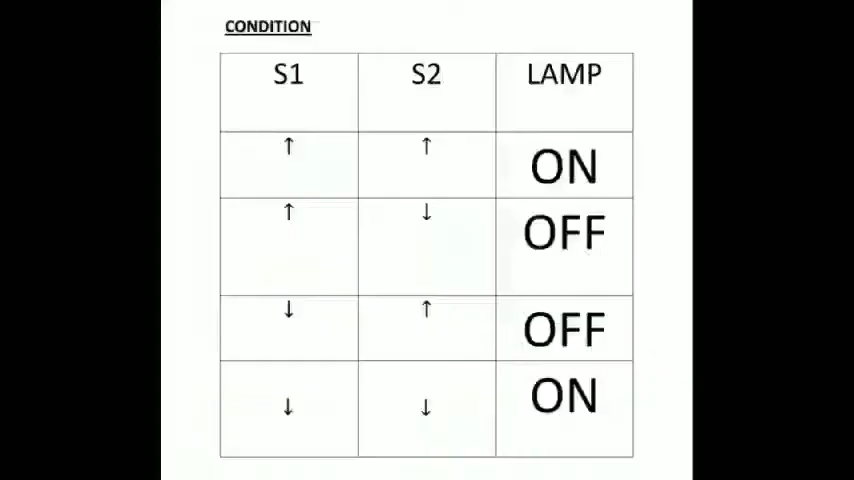 CONDITION
S1 S2 LAMP
↑ ↑ ON
↑ ↓ OFF
↓ ↑ OFF
↓ ↓ ON